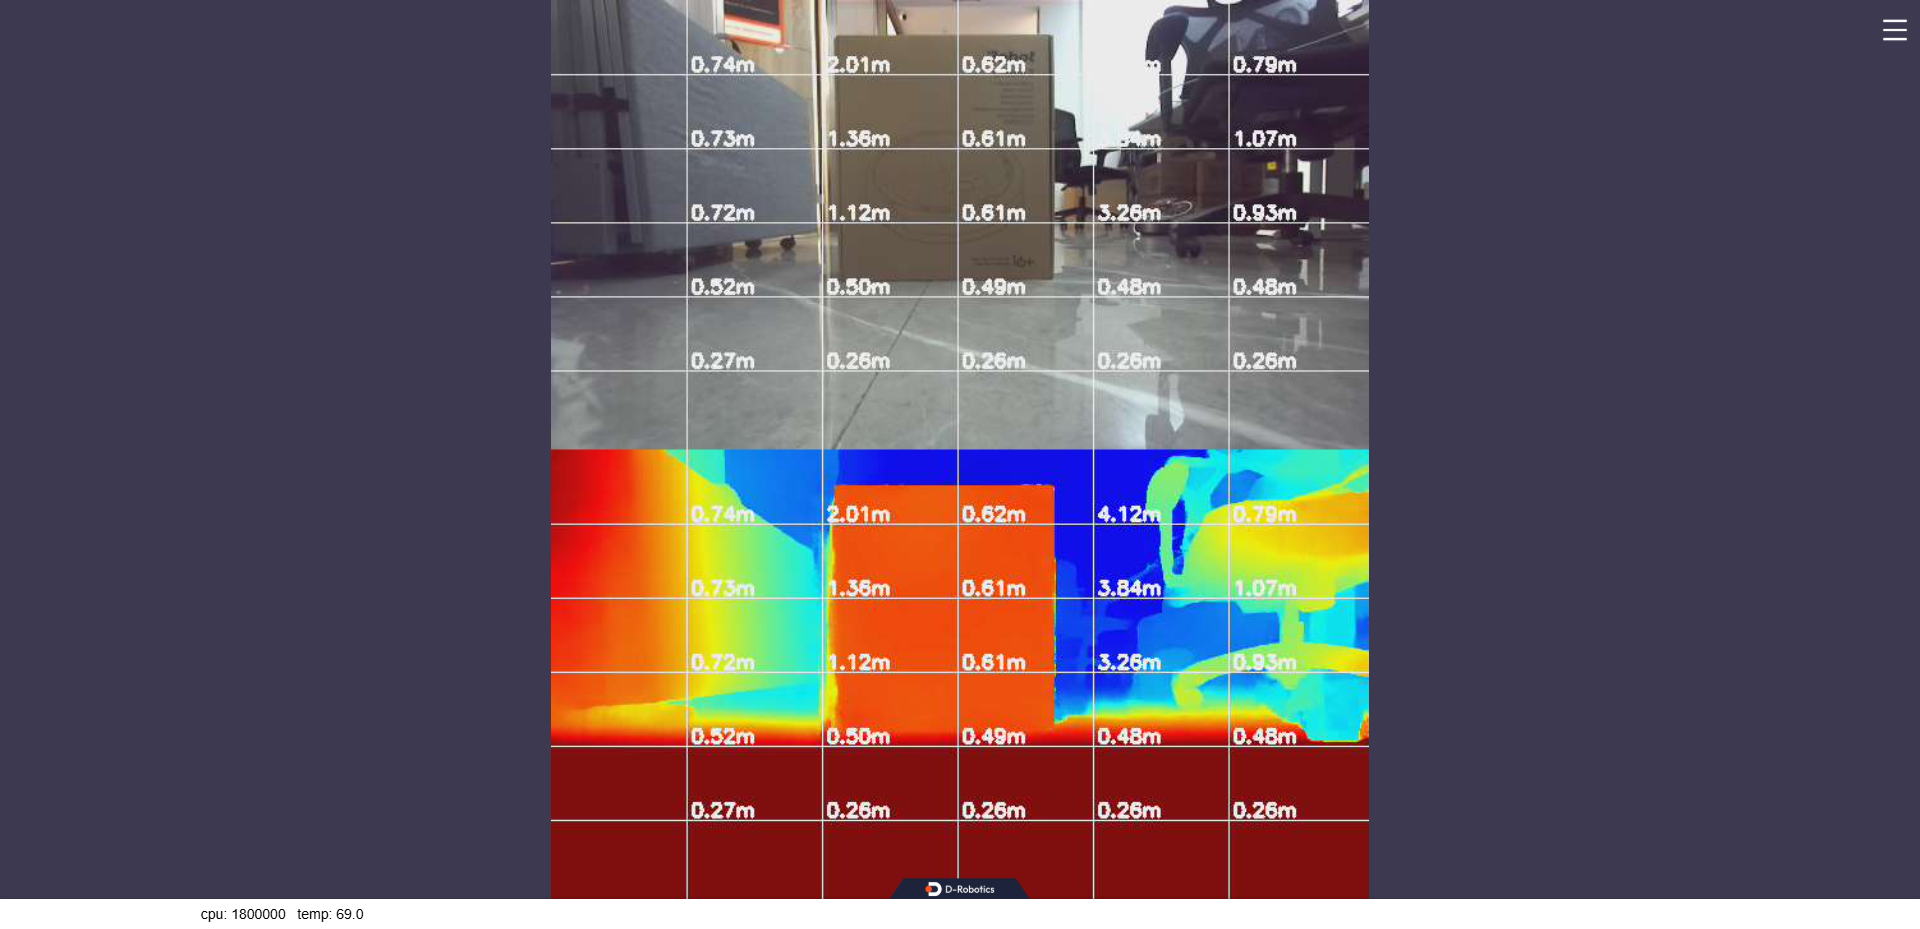 0.74m 2.01m 0.62m m 0.79m
0.73m 1.36m 0.61m 1.07m
0.72m 1.12m 0.61m 3.26m 0.93m
16+
0.52m 0.50m 0.49m 0.48m 0.48m
0.27m 0.26m 0.26m 0.26m 0.26m
0.74m 2.01m 0.62m 4.12m 0.79m
0.73m 1.36m 0.61m 3.84m 1.07m
0.72m 1.12m 0.61m 3.26m 0.93m
0.52m 0.50m 0.49m 0.48m 0.48m
0.27m 0.26m 0.26m 0.26m 0.26m
D-Robotics
cpu: 1800000 temp: 69.0